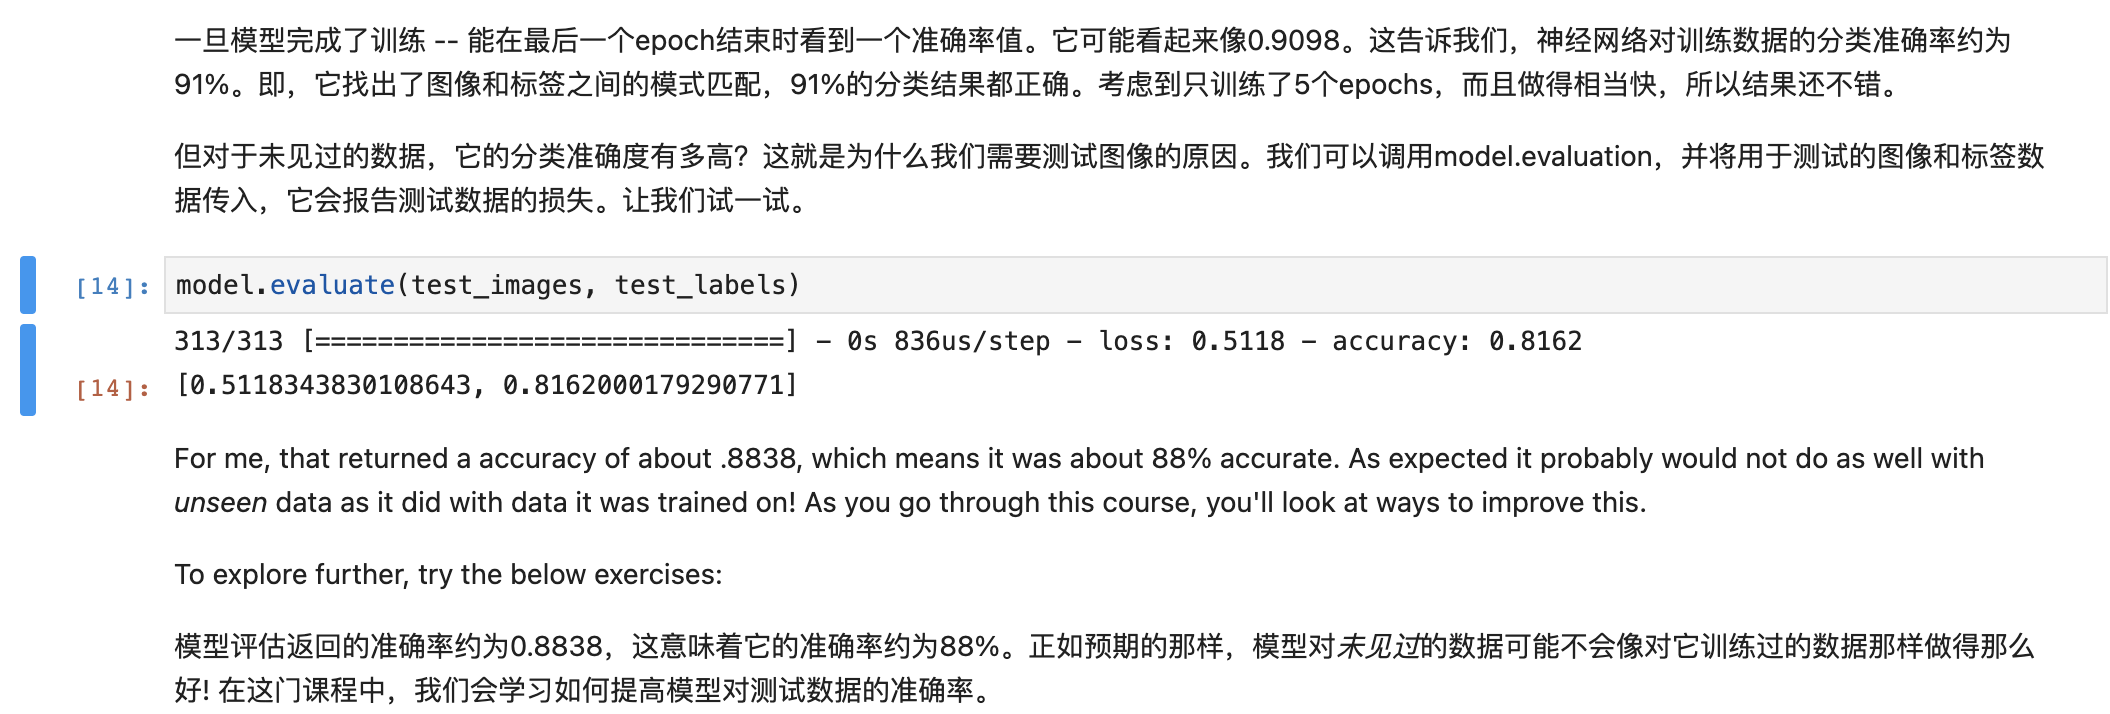 一旦模型完成了训练 -- 能在最后一个epoch结束时看到一个准确率值。它可能看起来像0.9098。这告诉我们，神经网络对训练数据的分类准确率约为
91%。即，它找出了图像和标签之间的模式匹配，91%的分类结果都正确。考虑到只训练了5个epochs，而且做得相当快，所以结果还不错。
但对于未见过的数据，它的分类准确度有多高？这就是为什么我们需要测试图像的原因。我们可以调用model.evaluation，并将用于测试的图像和标签数
据传入，它会报告测试数据的损失。让我们试一试。
[14]: model.evaluate(test_images, test_labels)
313/313 [==============================] - 0s 836us/step - loss: 0.5118 - accuracy: 0.8162
[14]: [0.5118343830108643, 0.8162000179290771]
For me, that returned a accuracy of about .8838, which means it was about 88% accurate. As expected it probably would not do as well with
unseen data as it did with data it was trained on! As you go through this course, you'll look at ways to improve this.
To explore further, try the below exercises:
模型评估返回的准确率约为0.8838，这意味着它的准确率约为88%。正如预期的那样，模型对未见过的数据可能不会像对它训练过的数据那样做得那么
好! 在这门课程中，我们会学习如何提高模型对测试数据的准确率。